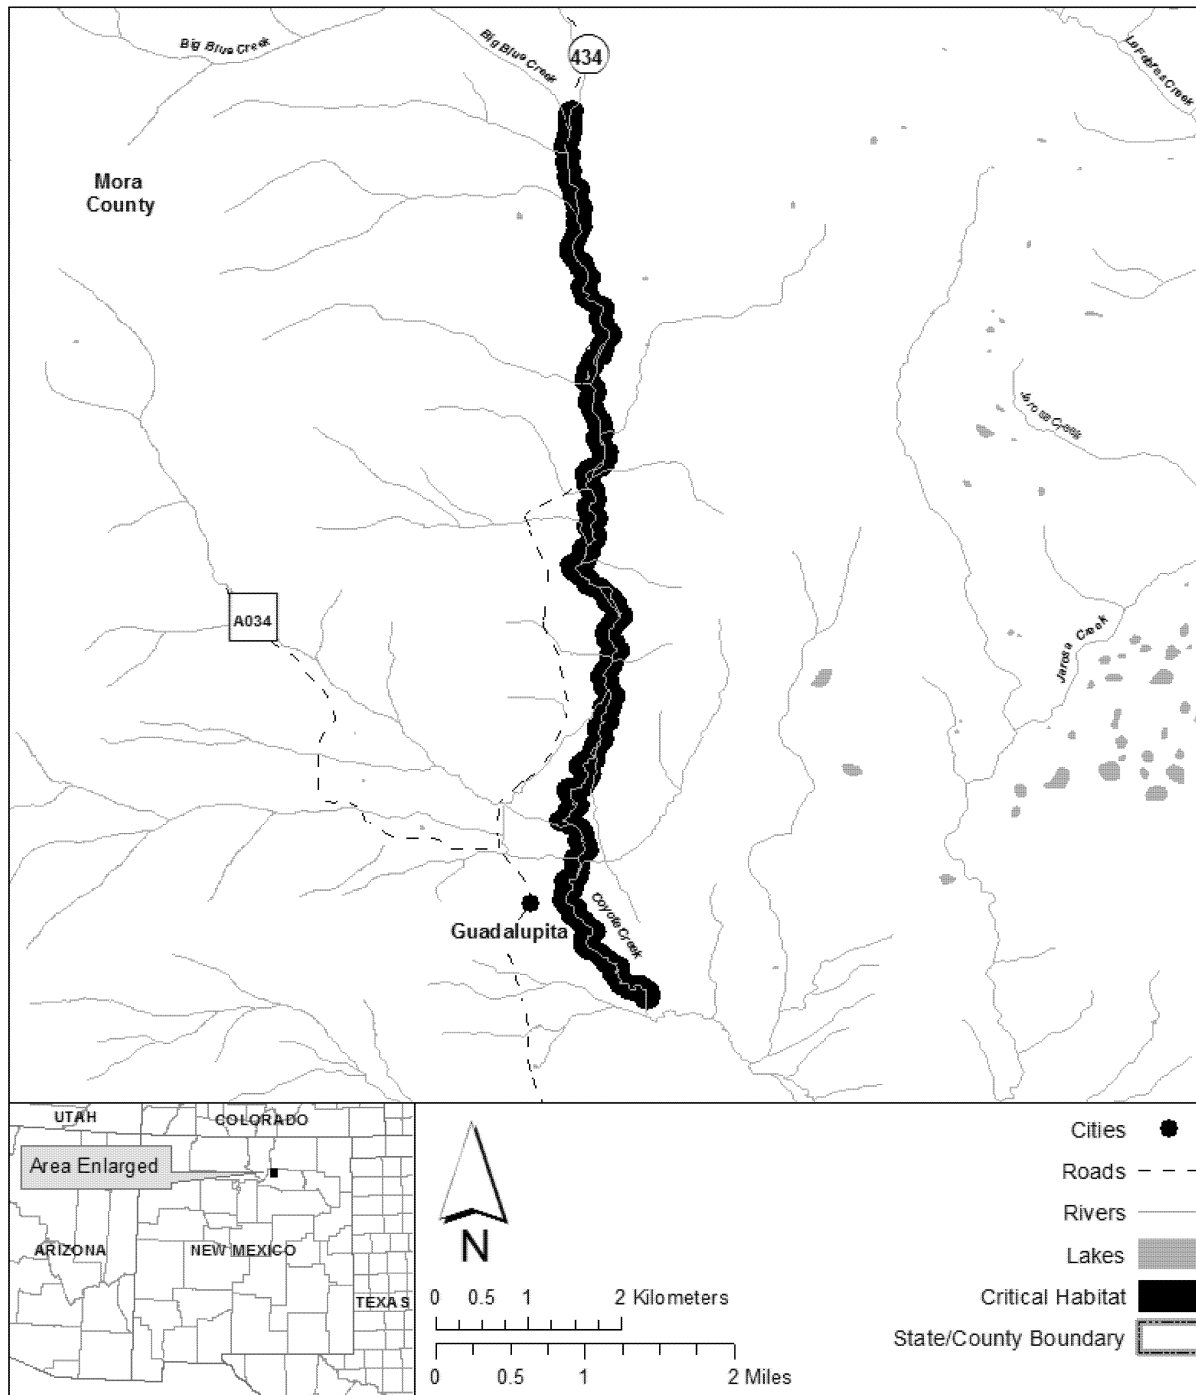 Big Blue Creek
Big Blue Creek
434
LaFebres Creek
Mora
County
Jarosa Creek
A034
Jarosa Creek
Coyote Creek
Guadalupita
UTAH
COLORADO
Area Enlarged
ARIZONA
NEW MEXICO
TEXAS
N
0 0.5 1 2 Kilometers
0 0.5 1 2 Miles
Cities
Roads
Rivers
Lakes
Critical Habitat
State/County Boundary